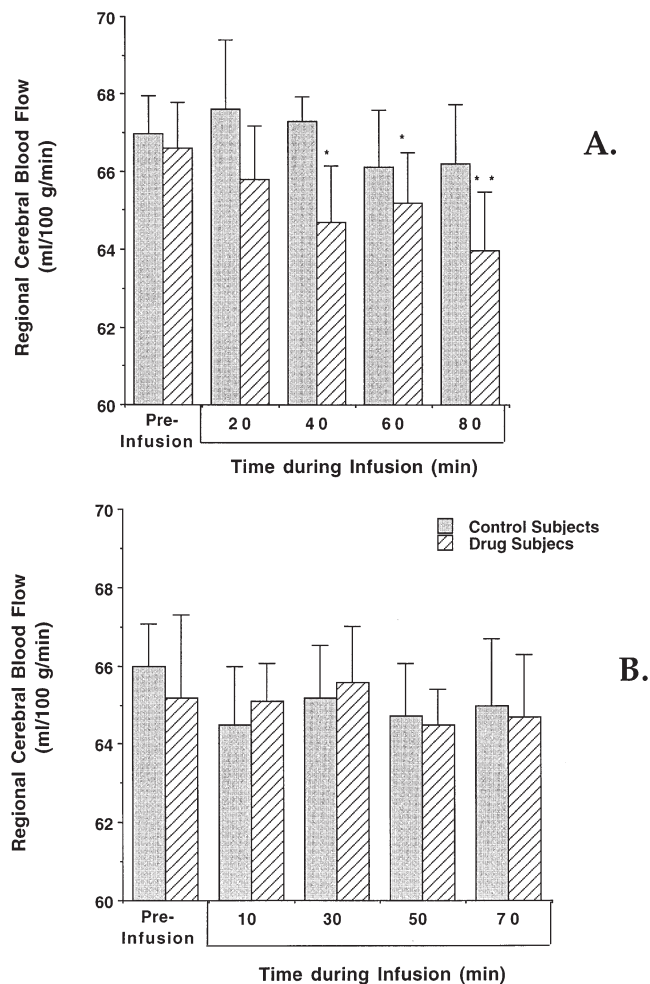 70
68
66
64
62
60
Regional Cerebral Blood Flow
(ml/100 g/min)
*
*
* *
A.
Pre-
Infusion
20
40
60
80
Time during Infusion (min)
70
68
66
64
62
60
Regional Cerebral Blood Flow
(ml/100 g/min)
Control Subjects
Drug Subjecs
B.
Pre-
Infusion
10
30
50
70
Time during Infusion (min)